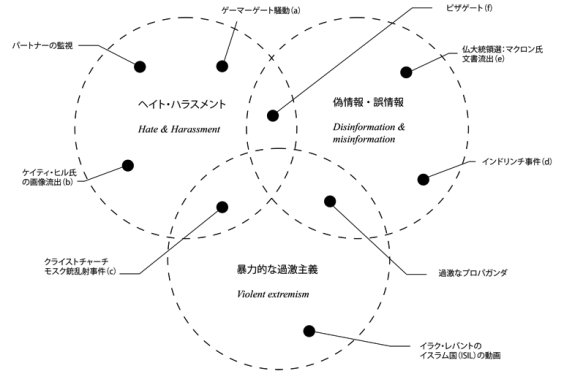 ゲーマーゲート騒動(a)
ピザゲート(f)
パートナーの監視
仏大統領選:マクロン氏
文書流出(e)
ヘイト・ハラスメント
Hate & Harassment
偽情報・誤情報
Disinformation &
misinformation
インドリンチ事件(d)
ケイティ・ヒル氏
の画像流出(b)
クライストチャーチ
モスク銃乱射事件(c)
暴力的な過激主義
Violent extremism
過激なプロパガンダ
イラク・レバントの
イスラム国(ISIL)の動画